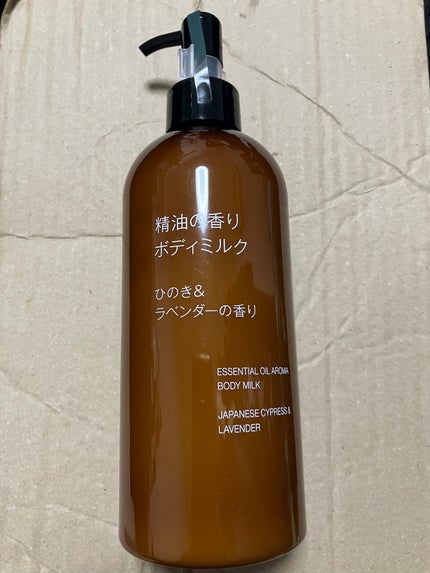 精油の香り
ボディミルク
ひのき&
ラベンダーの香り
ESSENTIAL OIL AROMA
BODY MILK
JAPANESE CYPRESS &
LAVENDER